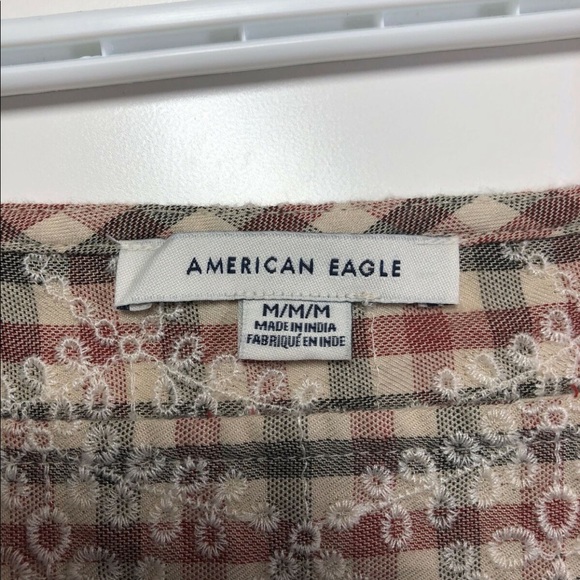 AMERICAN EAGLE
M/M/M
MADE IN INDIA
FABRIQUÉ EN INDE